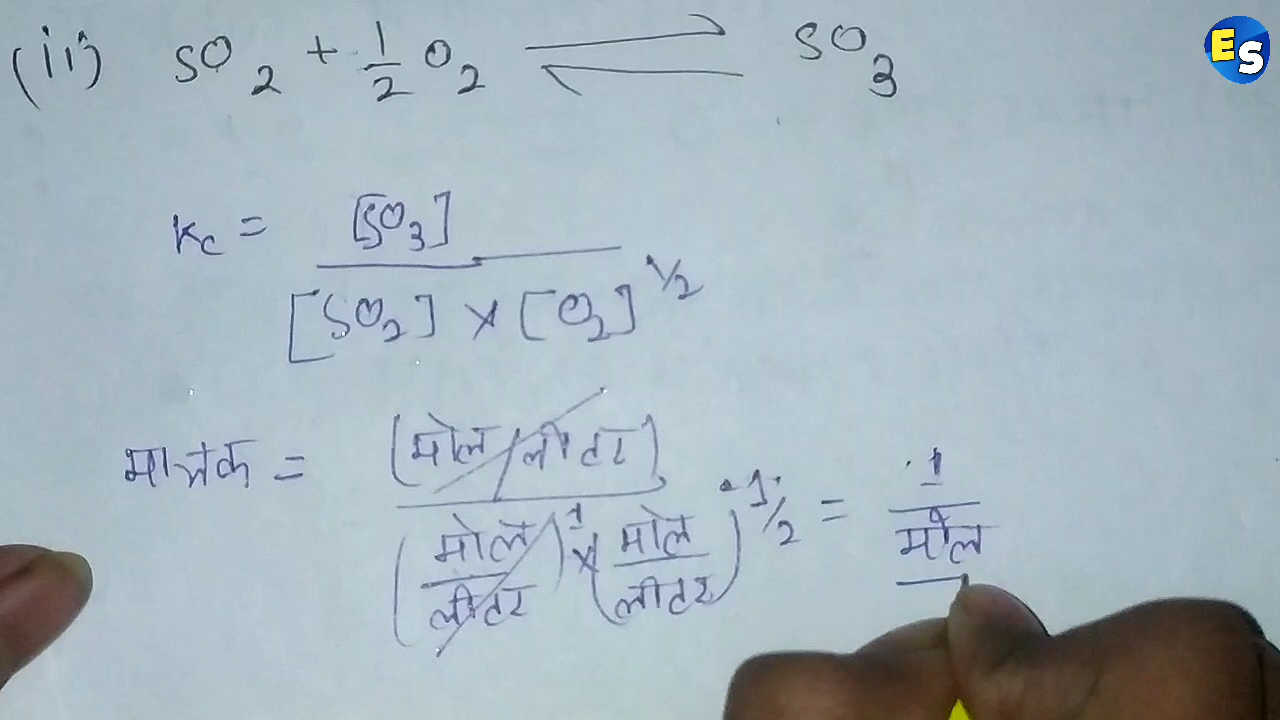 ES
(ii) SO2 + 1/2 O2 ⇌ SO3
Kc = [SO3] / [SO2] × [O2]^1/2
मात्रक = (मोल/लीटर) / (मोल/लीटर)^1 × (मोल/लीटर)^1/2 = 1 / मोल